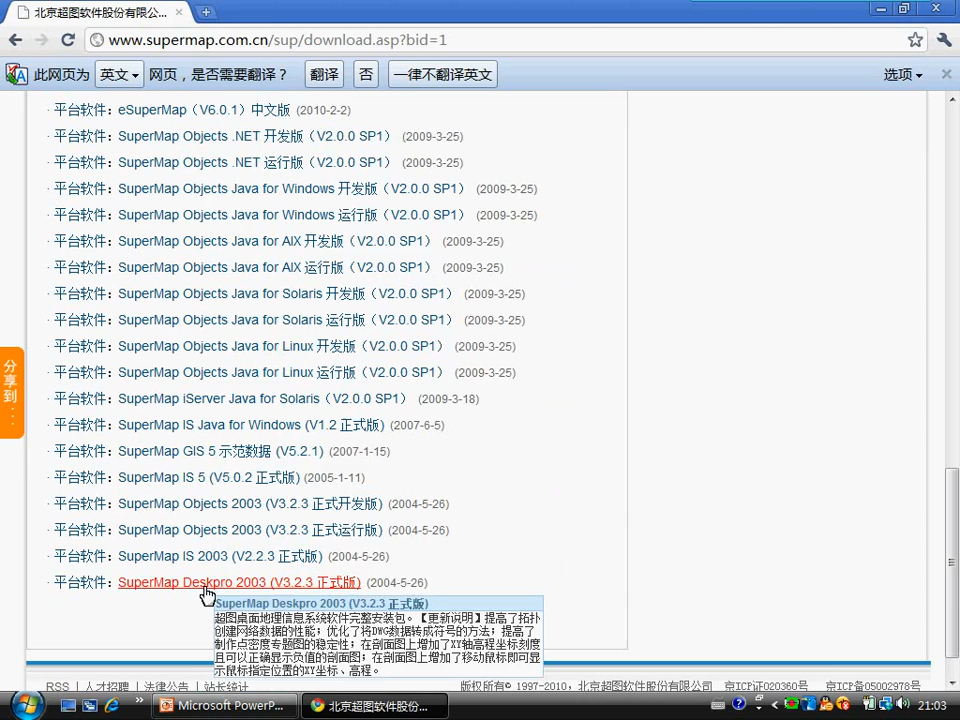 北京超图软件股份有限公...
www.supermap.com.cn/sup/download.asp?bid=1
此网页为 英文 网页，是否需要翻译？ 翻译 否 一律不翻译英文 选项
· 平台软件：eSuperMap（V6.0.1）中文版 (2010-2-2)
· 平台软件：SuperMap Objects .NET 开发版（V2.0.0 SP1） (2009-3-25)
· 平台软件：SuperMap Objects .NET 运行版（V2.0.0 SP1） (2009-3-25)
· 平台软件：SuperMap Objects Java for Windows 开发版（V2.0.0 SP1） (2009-3-25)
· 平台软件：SuperMap Objects Java for Windows 运行版（V2.0.0 SP1） (2009-3-25)
· 平台软件：SuperMap Objects Java for AIX 开发版（V2.0.0 SP1） (2009-3-25)
· 平台软件：SuperMap Objects Java for AIX 运行版（V2.0.0 SP1） (2009-3-25)
· 平台软件：SuperMap Objects Java for Solaris 开发版（V2.0.0 SP1） (2009-3-25)
· 平台软件：SuperMap Objects Java for Solaris 运行版（V2.0.0 SP1） (2009-3-25)
· 平台软件：SuperMap Objects Java for Linux 开发版（V2.0.0 SP1） (2009-3-25)
· 平台软件：SuperMap Objects Java for Linux 运行版（V2.0.0 SP1） (2009-3-25)
· 平台软件：SuperMap iServer Java for Solaris（V2.0.0 SP1） (2009-3-18)
· 平台软件：SuperMap IS Java for Windows (V1.2 正式版) (2007-6-5)
· 平台软件：SuperMap GIS 5 示范数据 (V5.2.1) (2007-1-15)
· 平台软件：SuperMap IS 5 (V5.0.2 正式版) (2005-1-11)
· 平台软件：SuperMap Objects 2003 (V3.2.3 正式开发版) (2004-5-26)
· 平台软件：SuperMap Objects 2003 (V3.2.3 正式运行版) (2004-5-26)
· 平台软件：SuperMap IS 2003 (V2.2.3 正式版) (2004-5-26)
· 平台软件：SuperMap Deskpro 2003 (V3.2.3 正式版) (2004-5-26)
分享到...
SuperMap Deskpro 2003 (V3.2.3 正式版)
超图桌面地理信息系统软件完整安装包。【更新说明】提高了拓扑
创建网络数据的性能；优化了将DWG数据转成符号的方法；提高了
制作点密度专题图的稳定性；在剖面图上增加了XY轴高程坐标刻度
且可以正确显示负值的剖面图；在剖面图上增加了移动鼠标即可显
示鼠标指定位置的XY坐标、高程。
RSS | 人才招聘 | 法律公告 | 站长统计 版权所有© 1997-2010，北京超图软件股份有限公司 京ICP证020360号 京ICP备05002978号
Microsoft PowerP... 北京超图软件股份... 21:03